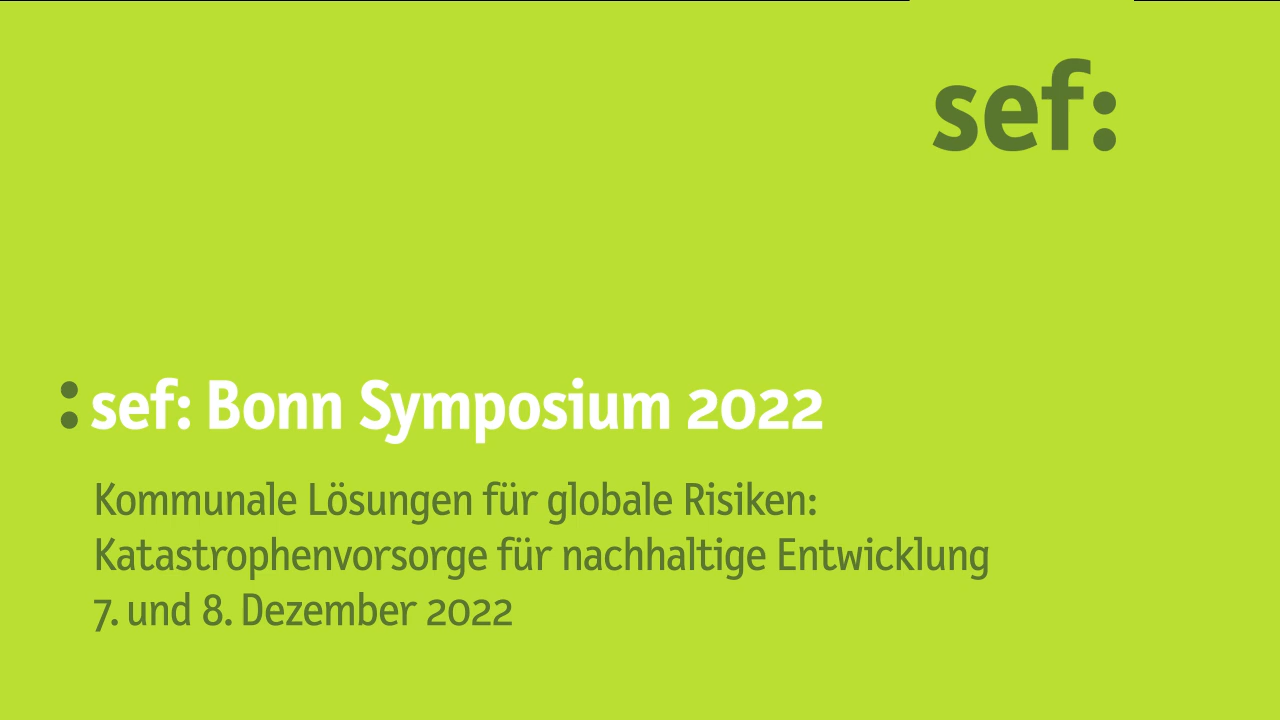 sef:
: sef: Bonn Symposium 2022
Kommunale Lösungen für globale Risiken:
Katastrophenvorsorge für nachhaltige Entwicklung
7. und 8. Dezember 2022